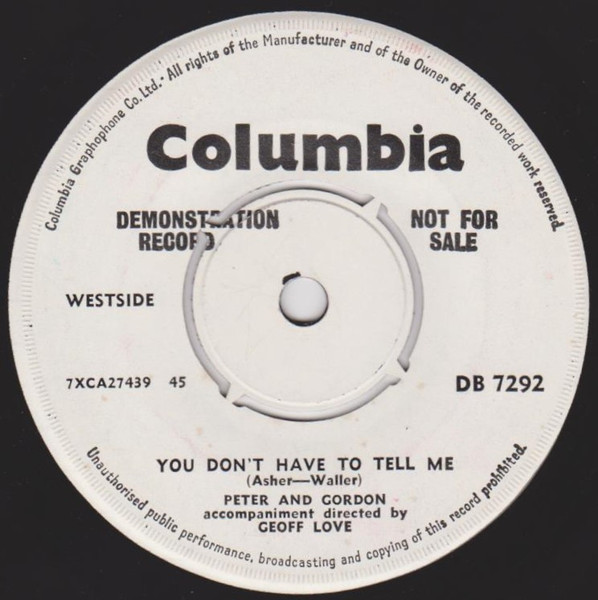 Columbia Graphophone Co. Ltd. · All rights of the Manufacturer and of the Owner of the recorded work reserved.
Columbia
DEMONSTRATION NOT FOR
RECORD SALE
WESTSIDE
7XCA27439 45 DB 7292
YOU DON'T HAVE TO TELL ME
(Asher—Waller)
PETER AND GORDON
accompaniment directed by
GEOFF LOVE
Unauthorised public performance, broadcasting and copying of this record prohibited.